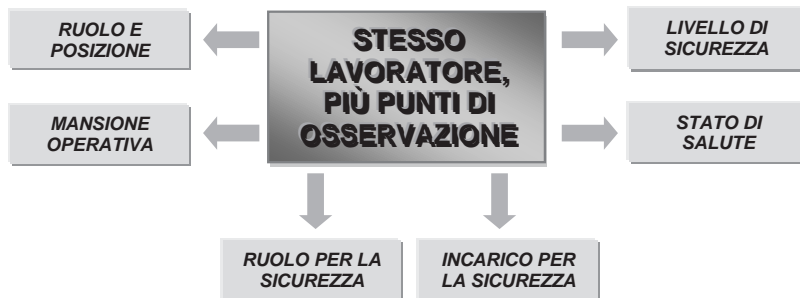 RUOLO E
POSIZIONE
STESSO
LAVORATORE,
PIÙ PUNTI DI
OSSERVAZIONE
LIVELLO DI
SICUREZZA
MANSIONE
OPERATIVA
STATO DI
SALUTE
RUOLO PER LA
SICUREZZA
INCARICO PER
LA SICUREZZA